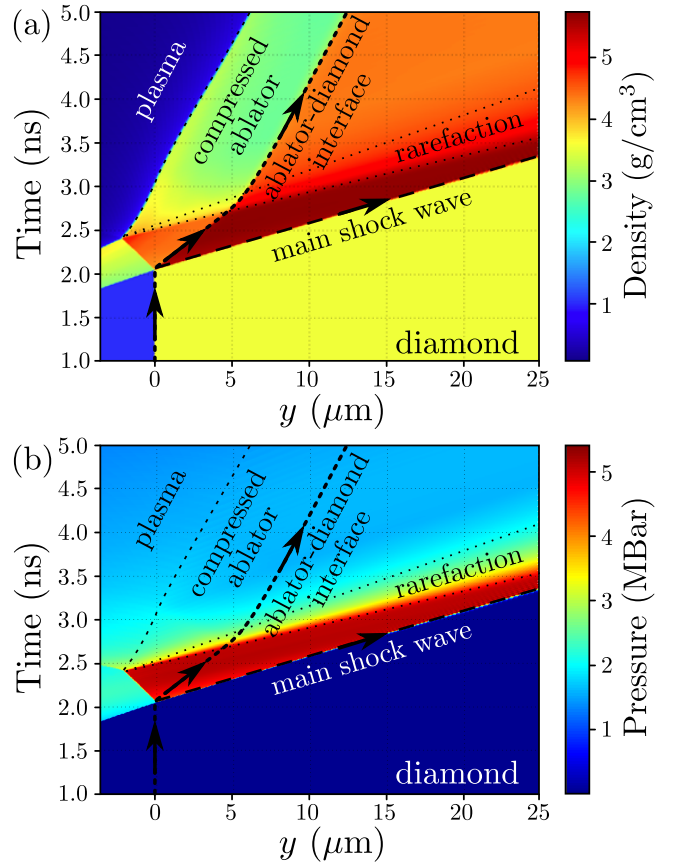 (a)
5.0
4.5
4.0
3.5
3.0
2.5
2.0
1.5
1.0
Time (ns)
plasma
compressed
ablator
ablator-diamond
interface
rarefaction
main shock wave
diamond
0
5
10
15
20
25
y (μm)
5
4
3
2
1
Density (g/cm³)
(b)
5.0
4.5
4.0
3.5
3.0
2.5
2.0
1.5
1.0
Time (ns)
plasma
compressed
ablator
ablator-diamond
interface
rarefaction
main shock wave
diamond
0
5
10
15
20
25
y (μm)
5
4
3
2
1
Pressure (MBar)